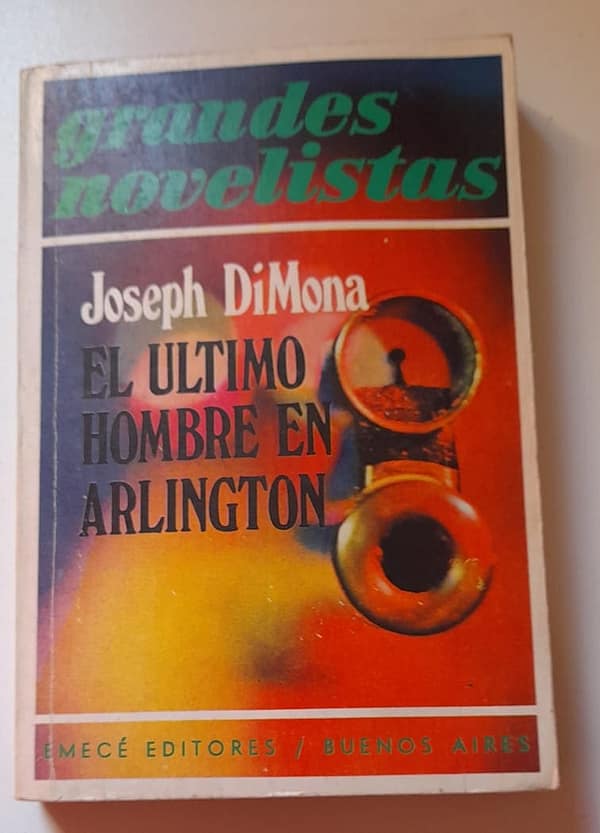 grandes
novelistas
Joseph DiMona
EL ULTIMO
HOMBRE EN
ARLINGTON
EMECÉ EDITORES / BUENOS AIRES